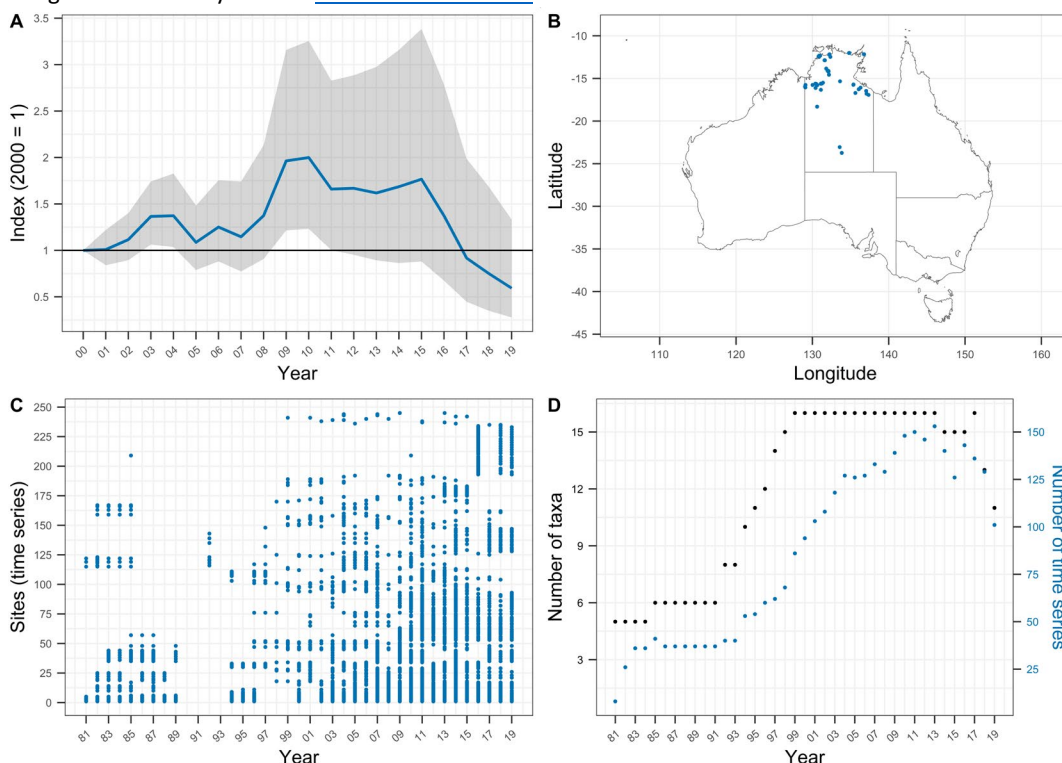 A
3.5
3
2.5
2
1.5
1
0.5
Index (2000 = 1)
00 01 02 03 04 05 06 07 08 09 10 11 12 13 14 15 16 17 18 19
Year
B
-10
-15
-20
-25
-30
-35
-40
-45
Latitude
110 120 130 140 150 160
Longitude
C
250
225
200
175
150
125
100
75
50
25
0
Sites (time series)
81 83 85 87 89 91 93 95 97 99 01 03 05 07 09 11 13 15 17 19
Year
D
15
12
9
6
3
Number of taxa
150
125
100
75
50
25
Number of time series
81 83 85 87 89 91 93 95 97 99 01 03 05 07 09 11 13 15 17 19
Year